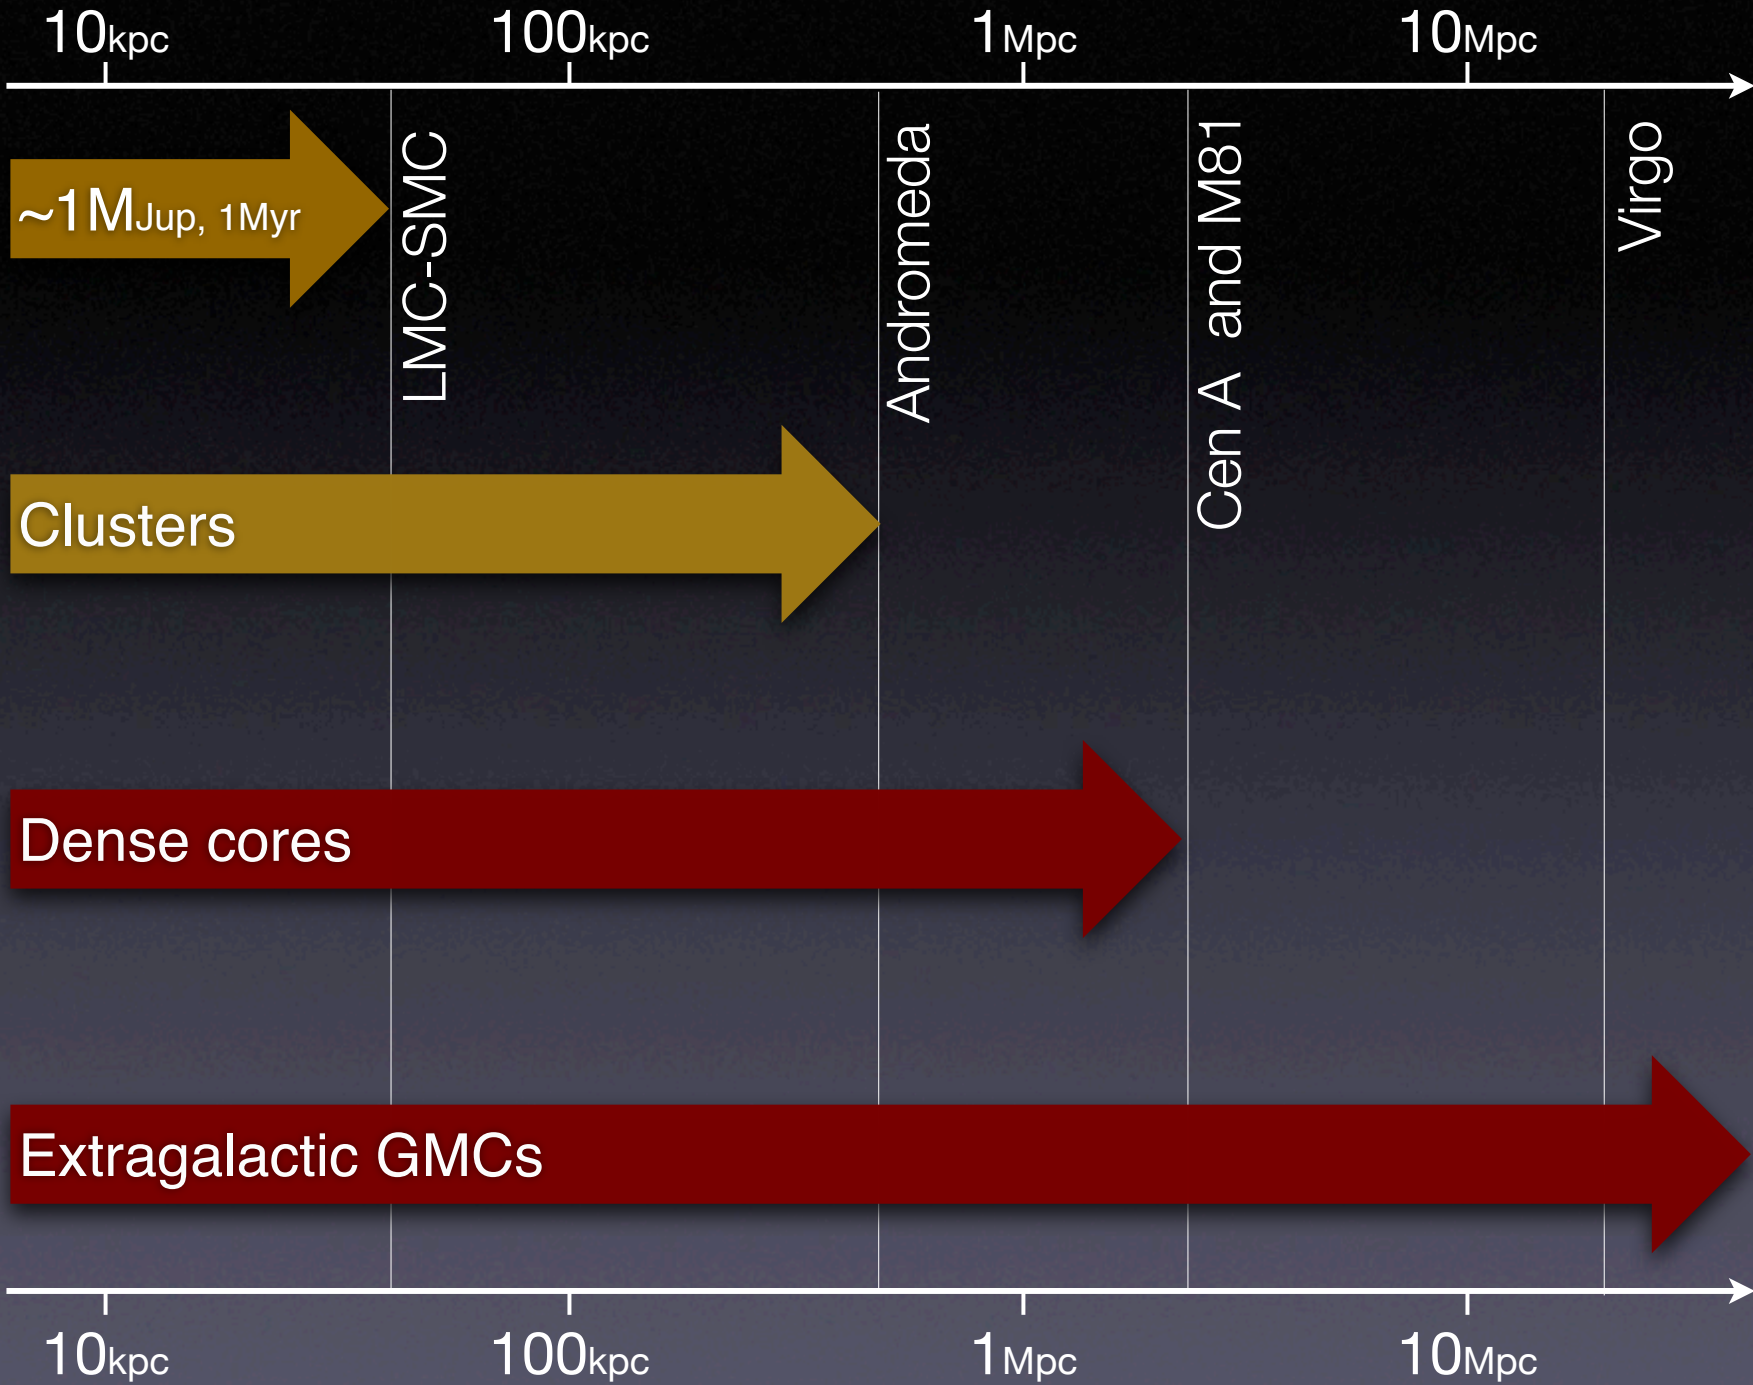 10kpc 100kpc 1Mpc 10Mpc
~1MJup, 1Myr
LMC-SMC
Andromeda
Cen A and M81
Virgo
Clusters
Dense cores
Extragalactic GMCs
10kpc 100kpc 1Mpc 10Mpc